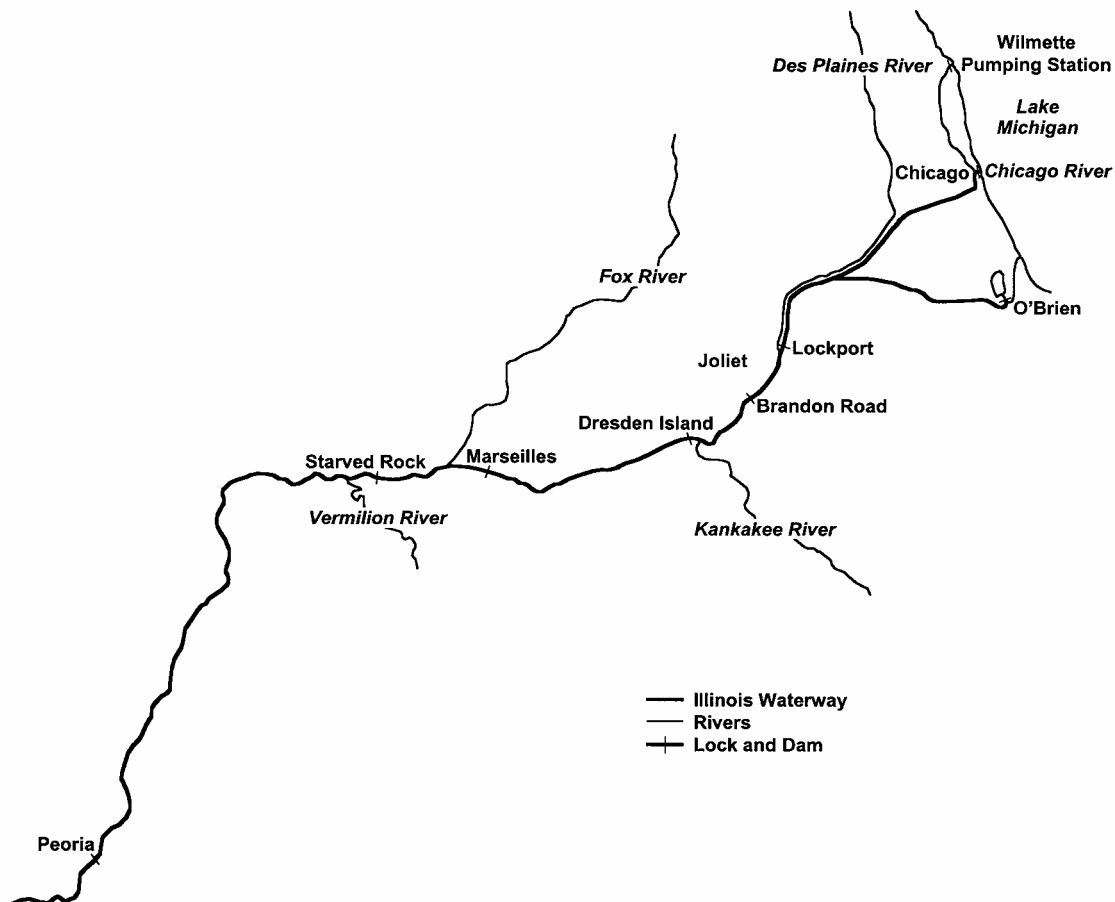 Wilmette
Pumping Station
Des Plaines River
Lake
Michigan
Chicago
Chicago River
Fox River
O'Brien
Lockport
Joliet
Brandon Road
Dresden Island
Marseilles
Starved Rock
Vermilion River
Kankakee River
Illinois Waterway
Rivers
Lock and Dam
Peoria